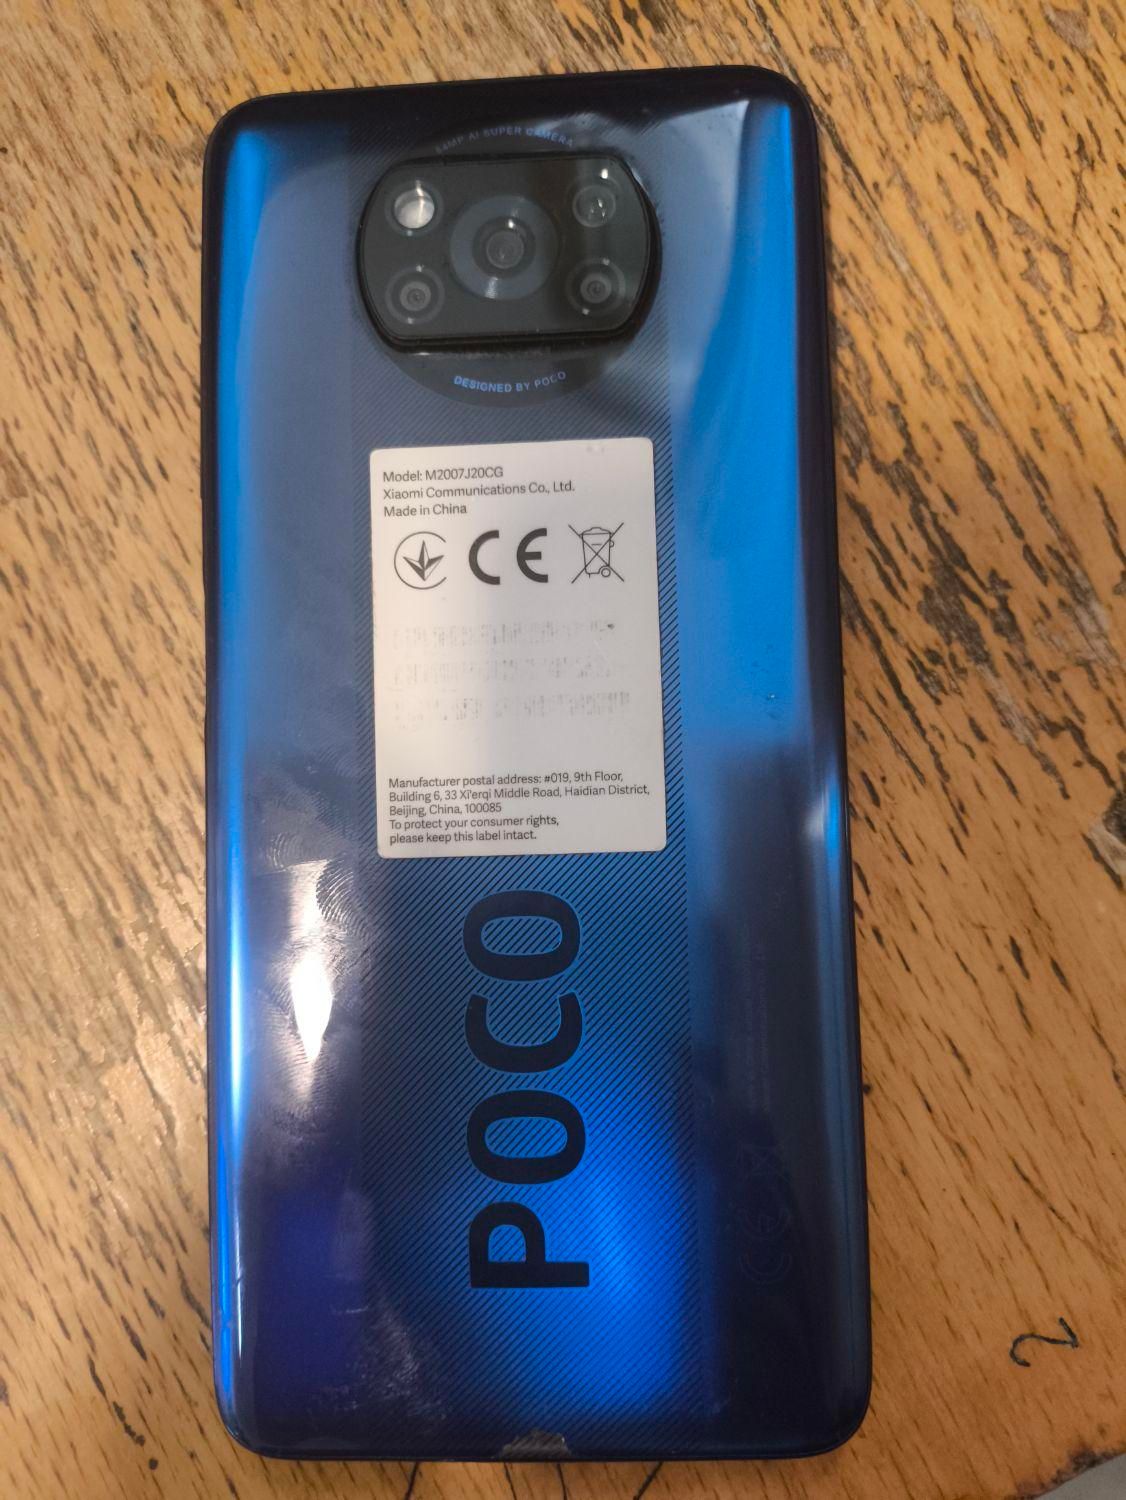 64MP AI SUPER CAMERA
DESIGNED BY POCO
Model: M2007J20CG
Xiaomi Communications Co., Ltd.
Made in China
CE
Manufacturer postal address: #019, 9th Floor,
Building 6, 33 Xi'erqi Middle Road, Haidian District,
Beijing, China, 100085
To protect your consumer rights,
please keep this label intact.
POCO
CE
2